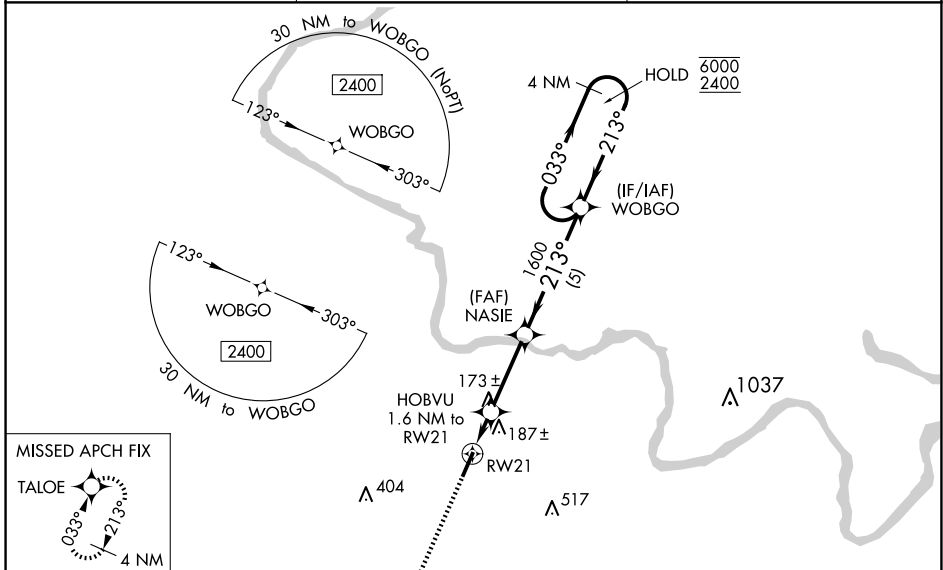 30 NM to WOBGO (NoPT)
2400
123°
WOBGO
303°
4 NM
HOLD
6000
2400
033°
213°
(IF/IAF)
WOBGO
1600
213°
(5)
123°
WOBGO
303°
2400
30 NM to WOBGO
(FAF)
NASIE
173±
HOBVU
1.6 NM to
RW21
187±
RW21
1037
404
517
MISSED APCH FIX
TALOE
033°
213°
4 NM